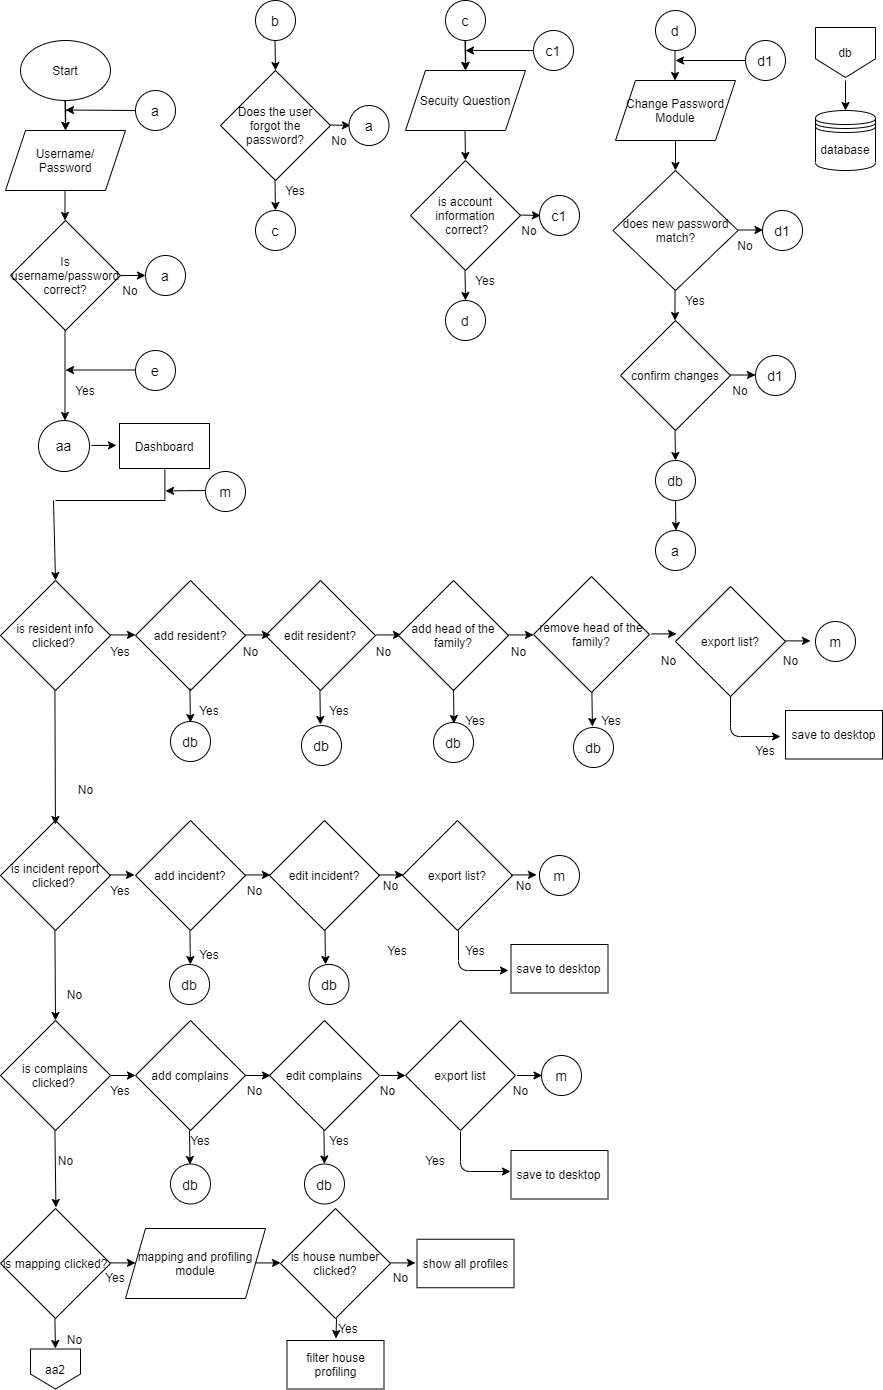 Start
a
Username/
Password
Is
username/password
correct?
No
a
e
Yes
aa
Dashboard
m
b
Does the user
forgot the
password?
No
a
Yes
c
c
c1
Secuity Question
is account
information
correct?
No
c1
Yes
d
d
d1
Change Password
Module
does new password
match?
No
d1
Yes
confirm changes
No
d1
db
a
db
database
is resident info
clicked?
Yes
add resident?
No
edit resident?
No
add head of the
family?
No
remove head of the
family?
No
export list?
No
m
Yes
db
Yes
db
Yes
db
Yes
db
Yes
save to desktop
No
is incident report
clicked?
Yes
add incident?
No
edit incident?
No
export list?
No
m
Yes
db
db
Yes
Yes
save to desktop
No
is complains
clicked?
Yes
add complains
No
edit complains
No
export list
No
m
Yes
db
Yes
db
Yes
save to desktop
No
is mapping clicked?
Yes
mapping and profiling
module
is house number
clicked?
No
show all profiles
Yes
filter house
profiling
No
aa2